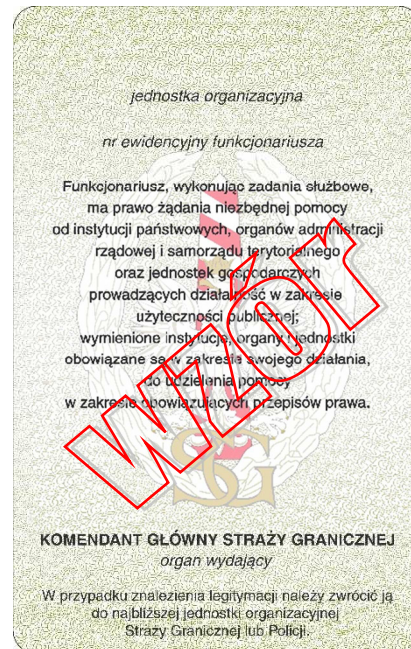 jednostka organizacyjna
nr ewidencyjny funkcjonariusza
Funkcjonariusz, wykonując zadania służbowe,
ma prawo żądania niezbędnej pomocy
od instytucji państwowych, organów administracji
rządowej i samorządu terytorialnego
oraz jednostek gospodarczych
prowadzących działalność w zakresie
użyteczności publicznej;
wymienione instytucje, organy i jednostki
obowiązane są w zakresie swojego działania,
do udzielenia pomocy
w zakresie obowiązujących przepisów prawa.
Wzór
SG
KOMENDANT GŁÓWNY STRAŻY GRANICZNEJ
organ wydający
W przypadku znalezienia legitymacji należy zwrócić ją
do najbliższej jednostki organizacyjnej
Straży Granicznej lub Policji.